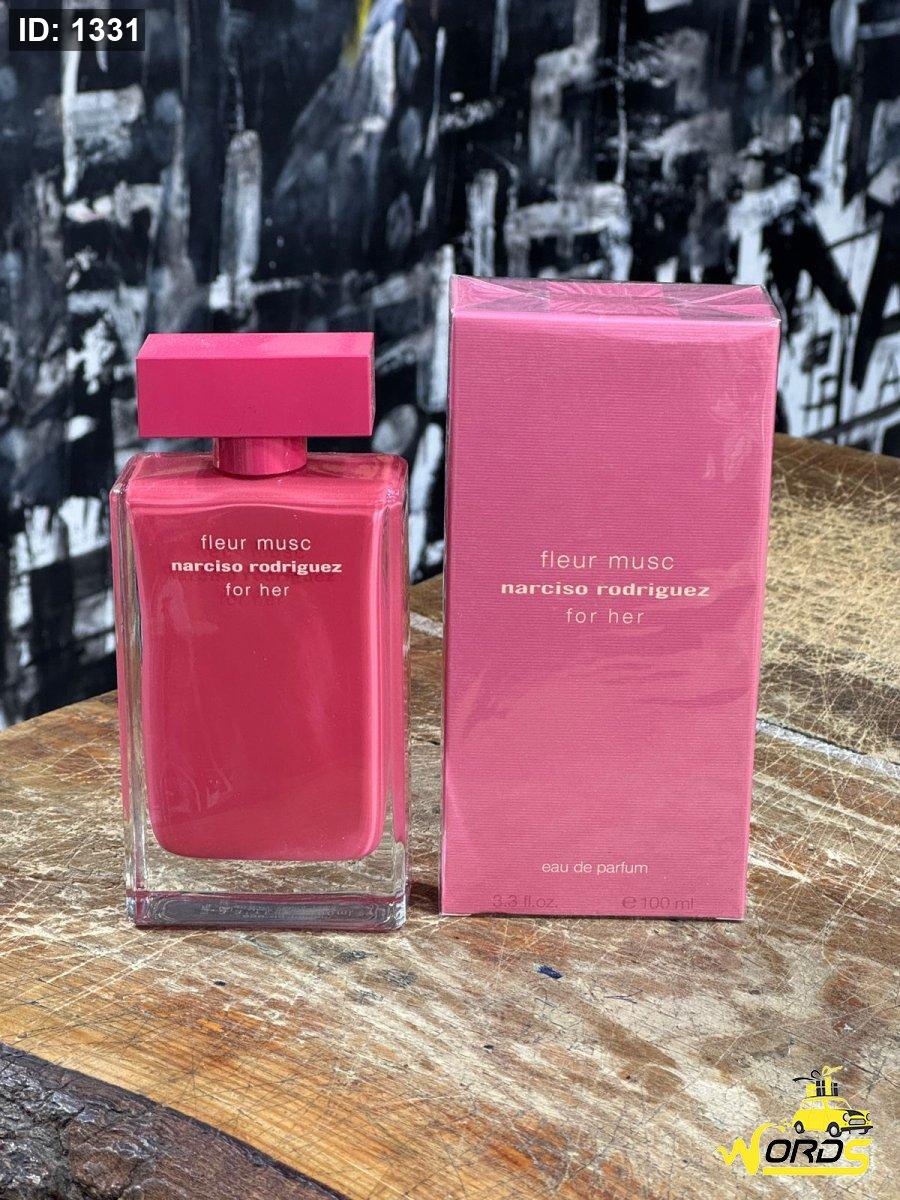 ID: 1331
fleur musc
narciso rodriguez
for her
fleur musc
narciso rodriguez
for her
eau de parfum
3.3 fl.oz. e 100 ml
WORDS